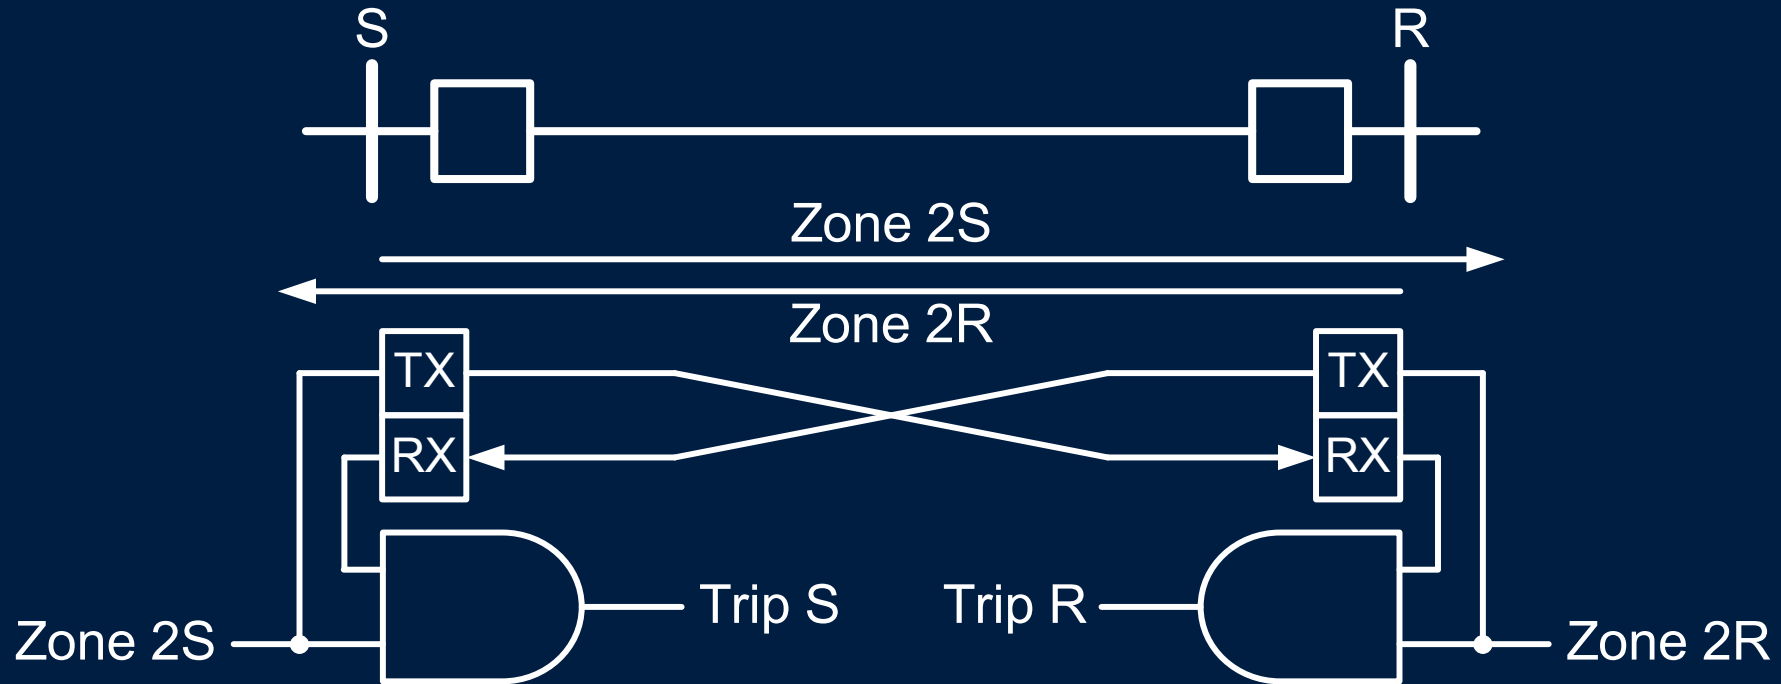 S
R
Zone 2S
Zone 2R
TX
TX
RX
RX
Trip S
Trip R
Zone 2S
Zone 2R